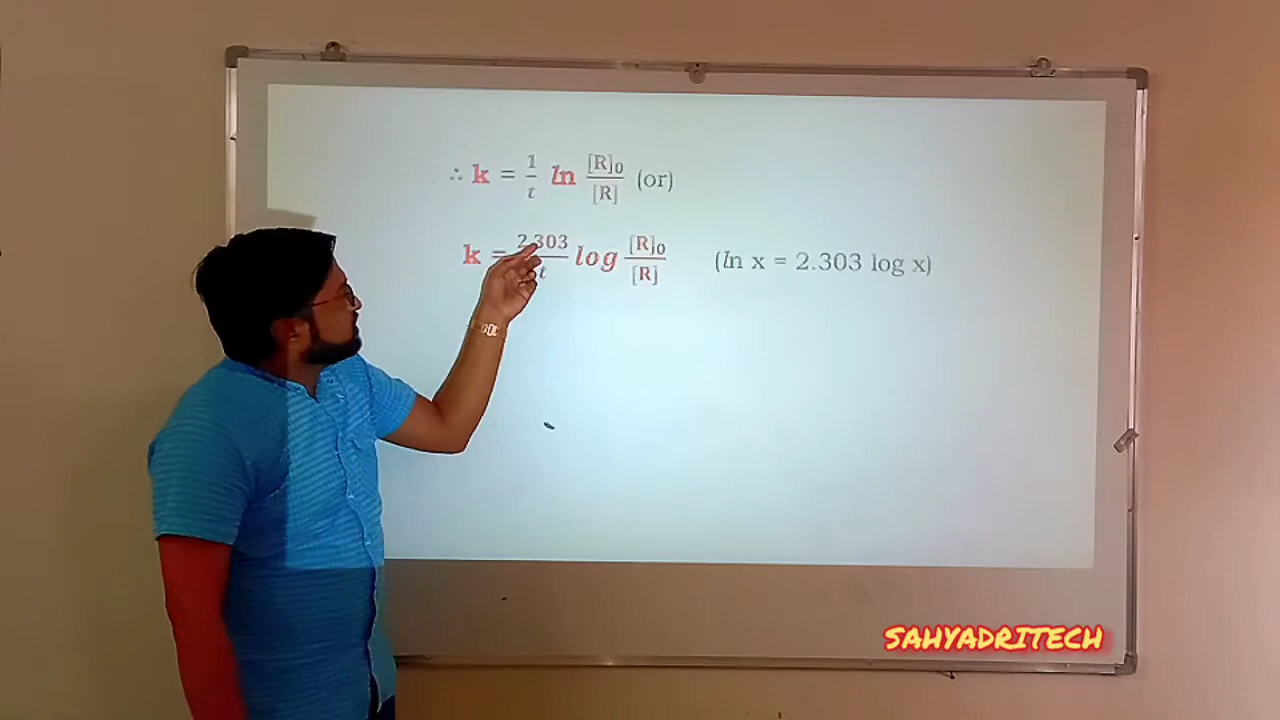 ∴ k = 1/t ln [R]₀/[R] (or)
k = 2.303/t log [R]₀/[R] (ln x = 2.303 log x)
SAHYADRITECH